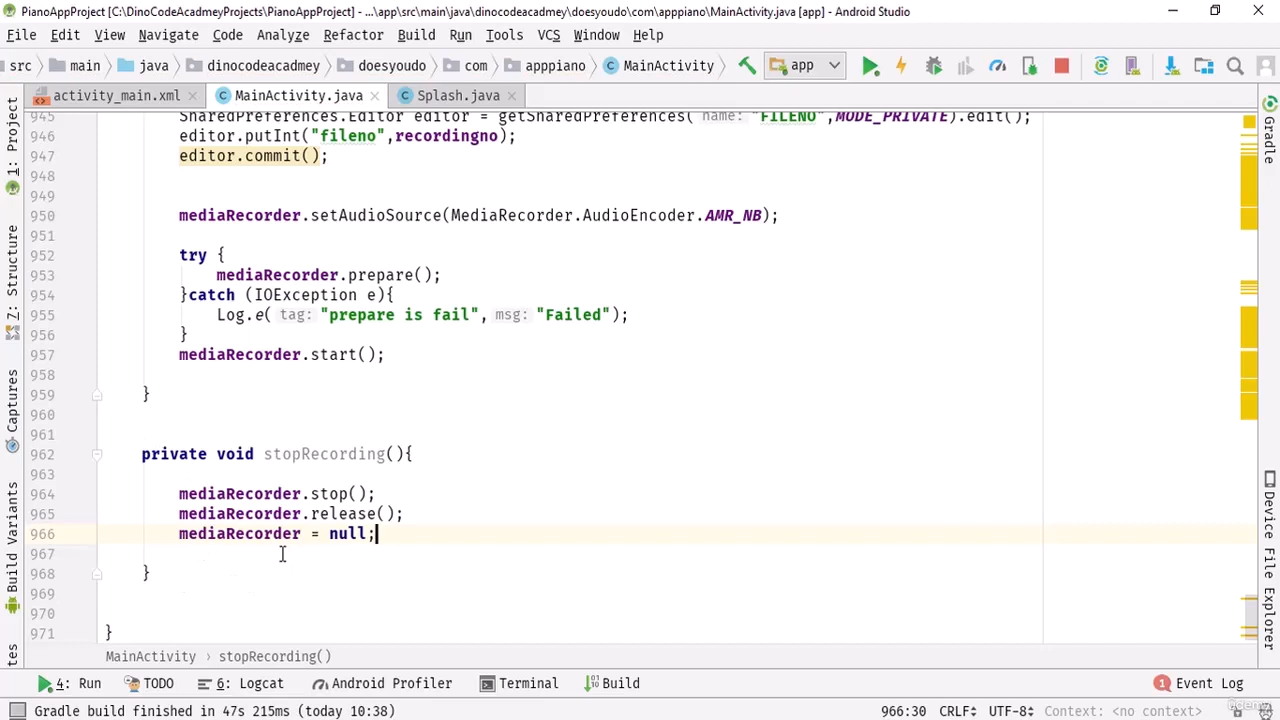 PianoAppProject [C:\DinoCodeAcadmeyProjects\PianoAppProject] - ...\app\src\main\java\dinocodeacadmey\doesyoudo\com\apppiano\MainActivity.java [app] - Android Studio
File Edit View Navigate Code Analyze Refactor Build Run Tools VCS Window Help
src main java dinocodeacadmey doesyoudo com apppiano MainActivity app
activity_main.xml MainActivity.java Splash.java
945 SharedPreferences.Editor editor = getSharedPreferences( name: "FILENO",MODE_PRIVATE).edit();
946 editor.putInt("fileno",recordingno);
947 editor.commit();
948
949
950 mediaRecorder.setAudioSource(MediaRecorder.AudioEncoder.AMR_NB);
951
952 try {
953 mediaRecorder.prepare();
954 }catch (IOException e){
955 Log.e( tag: "prepare is fail", msg: "Failed");
956 }
957 mediaRecorder.start();
958
959 }
960
961
962 private void stopRecording(){
963
964 mediaRecorder.stop();
965 mediaRecorder.release();
966 mediaRecorder = null;
967
968 }
969
970
971 }
MainActivity › stopRecording()
1: Project
7: Structure
Captures
Build Variants
Gradle
Device File Explorer
4: Run TODO 6: Logcat Android Profiler Terminal Build 1 Event Log
Gradle build finished in 47s 215ms (today 10:38) 966:30 CRLF÷ UTF-8÷ Context: <no context>